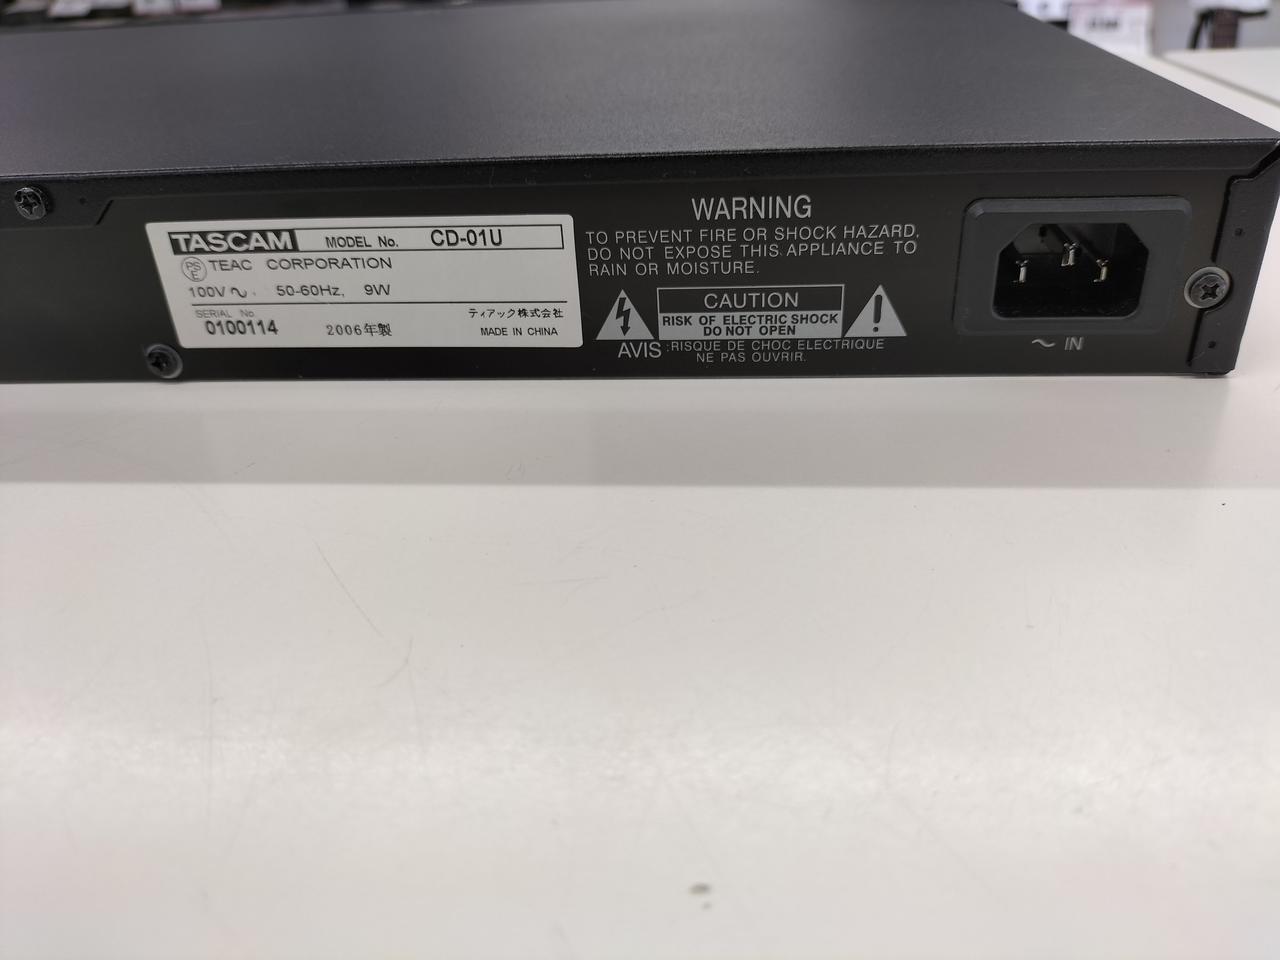 TASCAM MODEL No. CD-01U
PS
E TEAC CORPORATION
100V ~, 50-60Hz, 9W
SERIAL No.
0100114
2006年製
ティアック株式会社
MADE IN CHINA
WARNING
TO PREVENT FIRE OR SHOCK HAZARD,
DO NOT EXPOSE THIS APPLIANCE TO
RAIN OR MOISTURE.
CAUTION
RISK OF ELECTRIC SHOCK
DO NOT OPEN
AVIS :RISQUE DE CHOC ELECTRIQUE
NE PAS OUVRIR.
~ IN